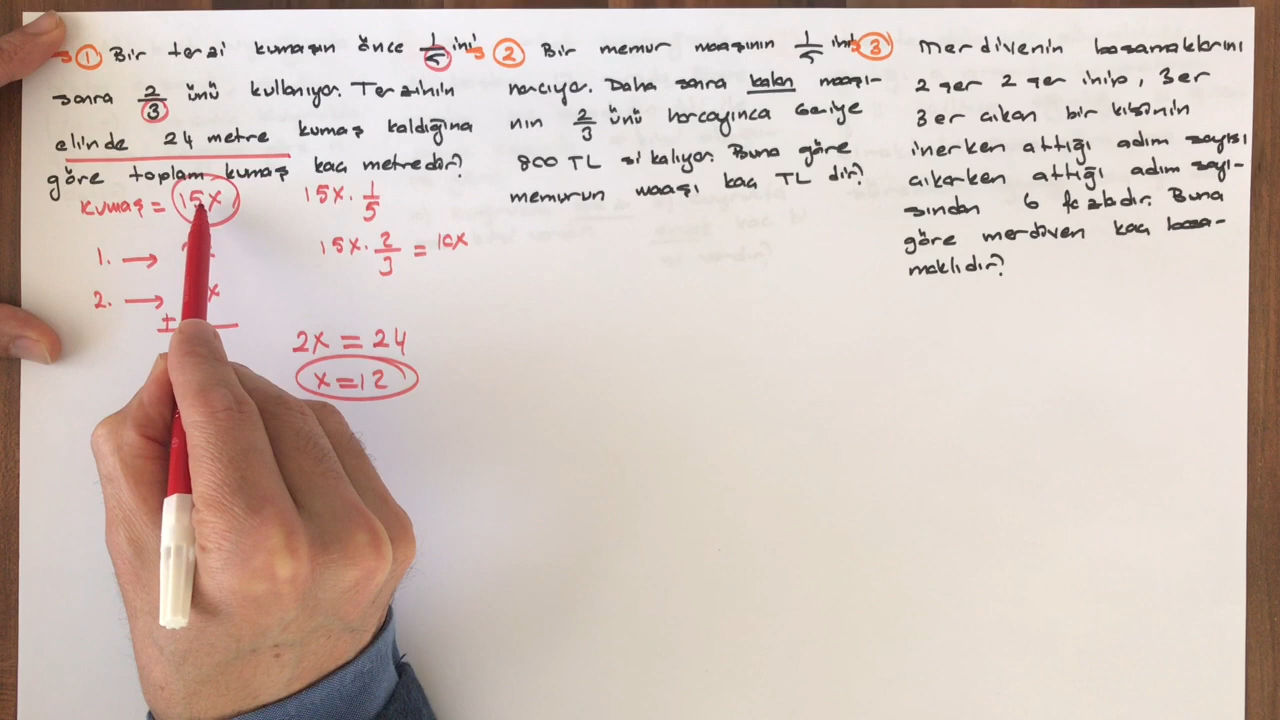 1 Bir terzi kumaşın önce 1/5 ini
sonra 2/3 ünü kullanıyor. Terzinin
elinde 24 metre kumaş kaldığına
göre toplam kumaş kaç metredir?
kumaş = 15x
1. →
2. → x
±
15x. 1/5
15x. 2/3 = 10x
2x = 24
x = 12
2 Bir memur maaşının 1/5 ini
harcıyor. Daha sonra kalan maaşı-
nın 2/3 ünü harcayınca Geriye
800 TL si kalıyor. Buna göre
memurun maaşı kaç TL dir?
3 Merdivenin basamaklarını
2 şer 2 şer inip, 3 er
3 er çıkan bir kişinin
inerken attığı adım sayısı
çıkarken attığı adım sayı-
sından 6 fazladır. Buna
göre merdiven kaç basa-
maklıdır?